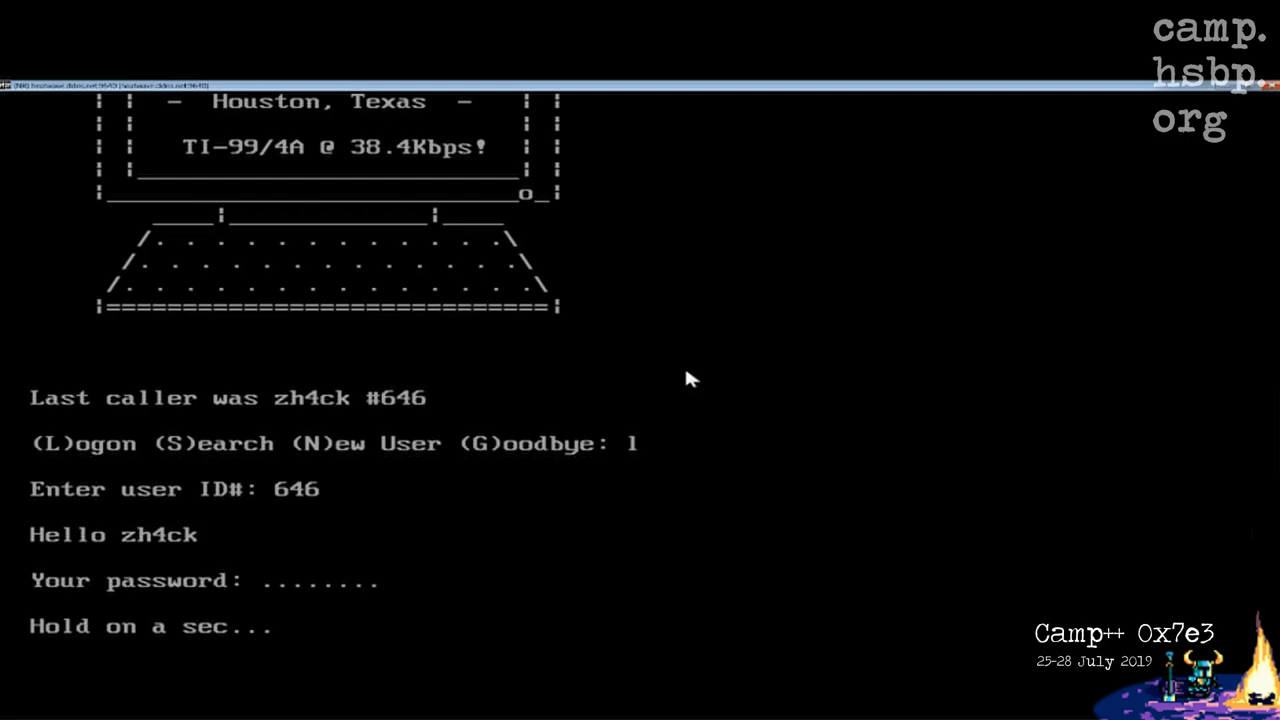 camp.
hsbp.
org
- Houston, Texas -
TI-99/4A @ 38.4Kbps!
Last caller was zh4ck #646
(L)ogon (S)earch (N)ew User (G)oodbye: l
Enter user ID#: 646
Hello zh4ck
Your password: ........
Hold on a sec...
Camp++ 0x7e3
25-28 July 2019